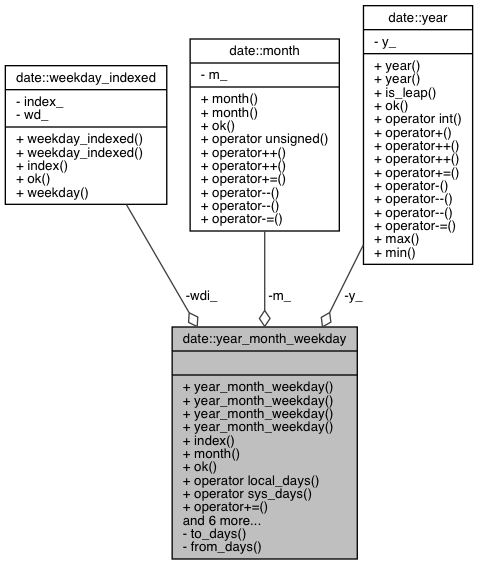 date::weekday_indexed
- index_
- wd_
+ weekday_indexed()
+ weekday_indexed()
+ index()
+ ok()
+ weekday()
date::month
- m_
+ month()
+ month()
+ ok()
+ operator unsigned()
+ operator++()
+ operator++()
+ operator+=()
+ operator--()
+ operator--()
+ operator-=()
date::year
- y_
+ year()
+ year()
+ is_leap()
+ ok()
+ operator int()
+ operator+()
+ operator++()
+ operator++()
+ operator+=()
+ operator-()
+ operator--()
+ operator--()
+ operator-=()
+ max()
+ min()
-wdi_
-m_
-y_
date::year_month_weekday
+ year_month_weekday()
+ year_month_weekday()
+ year_month_weekday()
+ year_month_weekday()
+ index()
+ month()
+ ok()
+ operator local_days()
+ operator sys_days()
+ operator+=()
and 6 more...
- to_days()
- from_days()